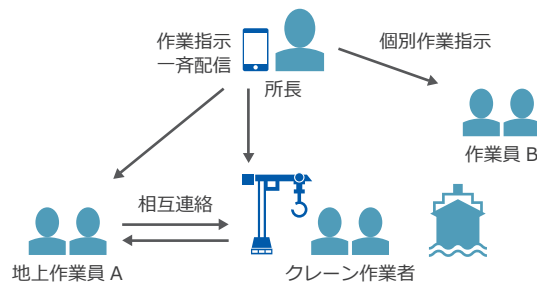 作業指示
一斉配信
個別作業指示
所長
作業員 B
相互連絡
地上作業員 A
クレーン作業者